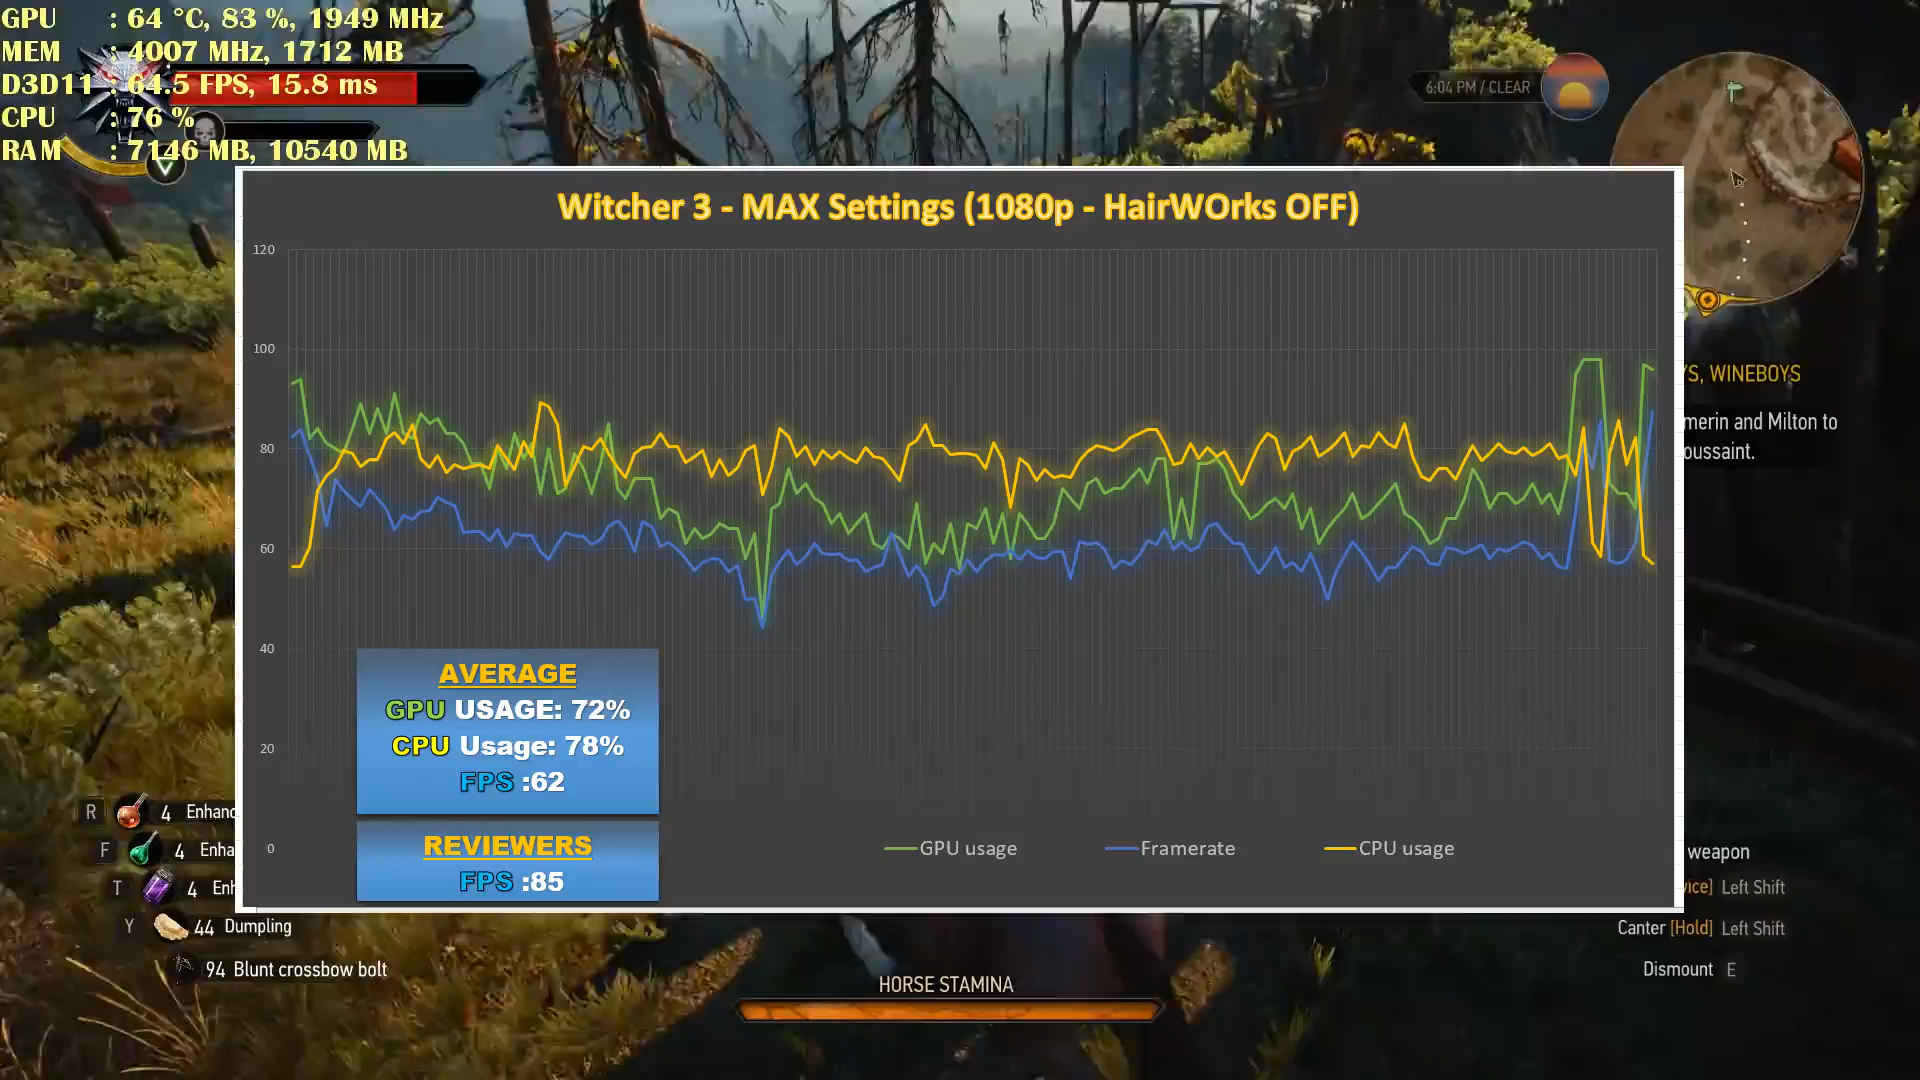 GPU : 64 °C, 83 %, 1949 MHz
MEM : 4007 MHz, 1712 MB
D3D11 : 64.5 FPS, 15.8 ms
CPU : 76 %
RAM : 7146 MB, 10540 MB
6:04 PM / CLEAR
Witcher 3 - MAX Settings (1080p - HairWOrks OFF)
120
100
80
60
40
20
0
AVERAGE
GPU USAGE: 72%
CPU Usage: 78%
FPS :62
REVIEWERS
FPS :85
GPU usage
Framerate
CPU usage
S, WINEBOYS
merin and Milton to
oussaint.
R 4 Enhanc
F 4 Enha
T 4 Enh
Y 44 Dumpling
94 Blunt crossbow bolt
HORSE STAMINA
weapon
ice] Left Shift
Canter [Hold] Left Shift
Dismount E